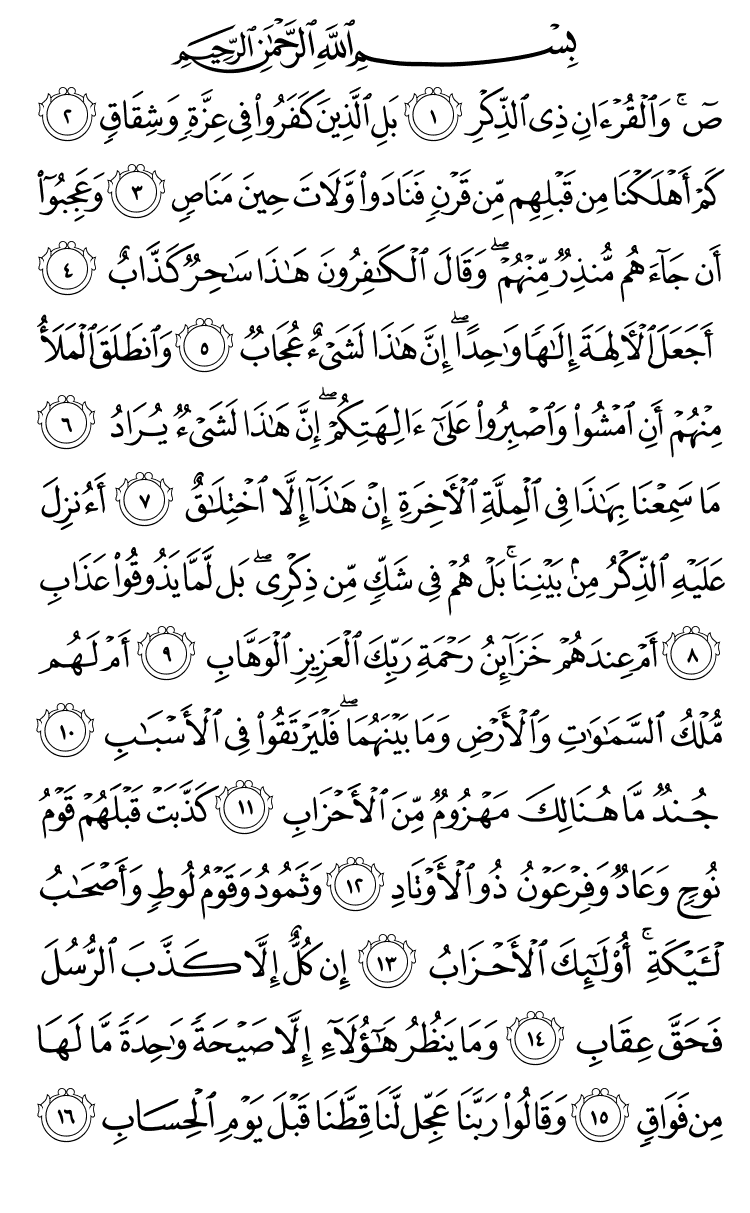 بِسْمِ ٱللَّهِ ٱلرَّحْمَٰنِ ٱلرَّحِيمِ
صٓ ۚ وَٱلْقُرْءَانِ ذِى ٱلذِّكْرِ ١ بَلِ ٱلَّذِينَ كَفَرُوا۟ فِى عِزَّةٍ وَشِقَاقٍ ٢
كَمْ أَهْلَكْنَا مِن قَبْلِهِم مِّن قَرْنٍ فَنَادَوا۟ وَّلَاتَ حِينَ مَنَاصٍ ٣ وَعَجِبُوٓا۟
أَن جَآءَهُم مُّنذِرٌ مِّنْهُمْ ۖ وَقَالَ ٱلْكَٰفِرُونَ هَٰذَا سَٰحِرٌ كَذَّابٌ ٤
أَجَعَلَ ٱلْأَلِهَةَ إِلَٰهًا وَٰحِدًا ۖ إِنَّ هَٰذَا لَشَىْءٌ عُجَابٌ ٥ وَٱنطَلَقَ ٱلْمَلَأُ
مِنْهُمْ أَنِ ٱمْشُوا۟ وَٱصْبِرُوا۟ عَلَىٰٓ ءَالِهَتِكُمْ ۖ إِنَّ هَٰذَا لَشَىْءٌ يُرَادُ ٦
مَا سَمِعْنَا بِهَٰذَا فِى ٱلْمِلَّةِ ٱلْأَخِرَةِ إِنْ هَٰذَآ إِلَّا ٱخْتِلَٰقٌ ٧ أَءُنزِلَ
عَلَيْهِ ٱلذِّكْرُ مِنۢ بَيْنِنَا ۚ بَلْ هُمْ فِى شَكٍّ مِّن ذِكْرِى ۖ بَل لَّمَّا يَذُوقُوا۟ عَذَابِ
٨ أَمْ عِندَهُمْ خَزَآئِنُ رَحْمَةِ رَبِّكَ ٱلْعَزِيزِ ٱلْوَهَّابِ ٩ أَمْ لَهُم
مُّلْكُ ٱلسَّمَٰوَٰتِ وَٱلْأَرْضِ وَمَا بَيْنَهُمَا ۖ فَلْيَرْتَقُوا۟ فِى ٱلْأَسْبَٰبِ ١٠
جُندٌ مَّا هُنَالِكَ مَهْزُومٌ مِّنَ ٱلْأَحْزَابِ ١١ كَذَّبَتْ قَبْلَهُمْ قَوْمُ
نُوحٍ وَعَادٌ وَفِرْعَوْنُ ذُو ٱلْأَوْتَادِ ١٢ وَثَمُودُ وَقَوْمُ لُوطٍ وَأَصْحَٰبُ
لْـَٔيْكَةِ ۚ أُو۟لَٰٓئِكَ ٱلْأَحْزَابُ ١٣ إِن كُلٌّ إِلَّا كَذَّبَ ٱلرُّسُلَ
فَحَقَّ عِقَابِ ١٤ وَمَا يَنظُرُ هَٰٓؤُلَآءِ إِلَّا صَيْحَةً وَٰحِدَةً مَّا لَهَا
مِن فَوَاقٍ ١٥ وَقَالُوا۟ رَبَّنَا عَجِّل لَّنَا قِطَّنَا قَبْلَ يَوْمِ ٱلْحِسَابِ ١٦